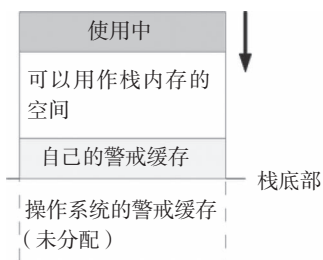 使用中
可以用作栈内存的
空间
自己的警戒缓存
栈底部
操作系统的警戒缓存
（未分配）